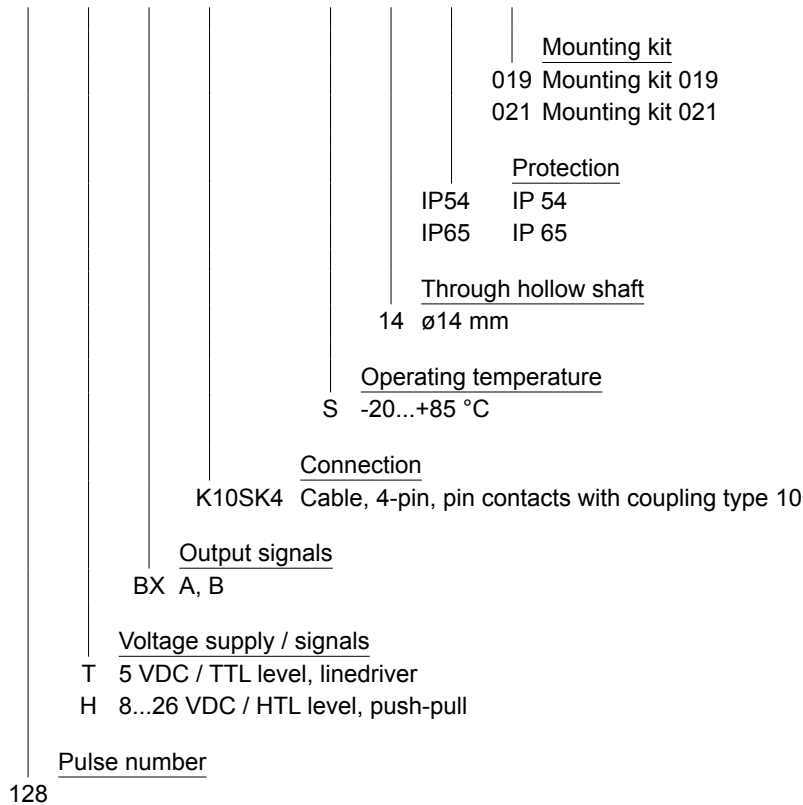 Mounting kit
019 Mounting kit 019
021 Mounting kit 021
Protection
IP54 IP 54
IP65 IP 65
Through hollow shaft
14 ø14 mm
Operating temperature
S -20...+85 °C
Connection
K10SK4 Cable, 4-pin, pin contacts with coupling type 10
Output signals
BX A, B
Voltage supply / signals
T 5 VDC / TTL level, linedriver
H 8...26 VDC / HTL level, push-pull
Pulse number
128